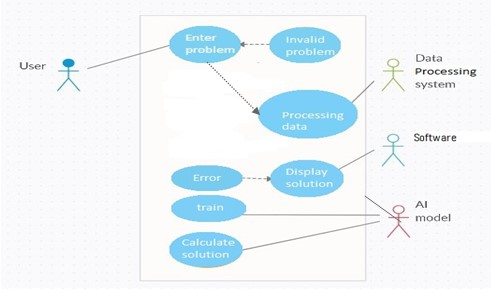 Enter
problem
Invalid
problem
User
Data
Processing
system
Processing
data
Software
Error
Display
solution
train
AI
model
Calculate
solution